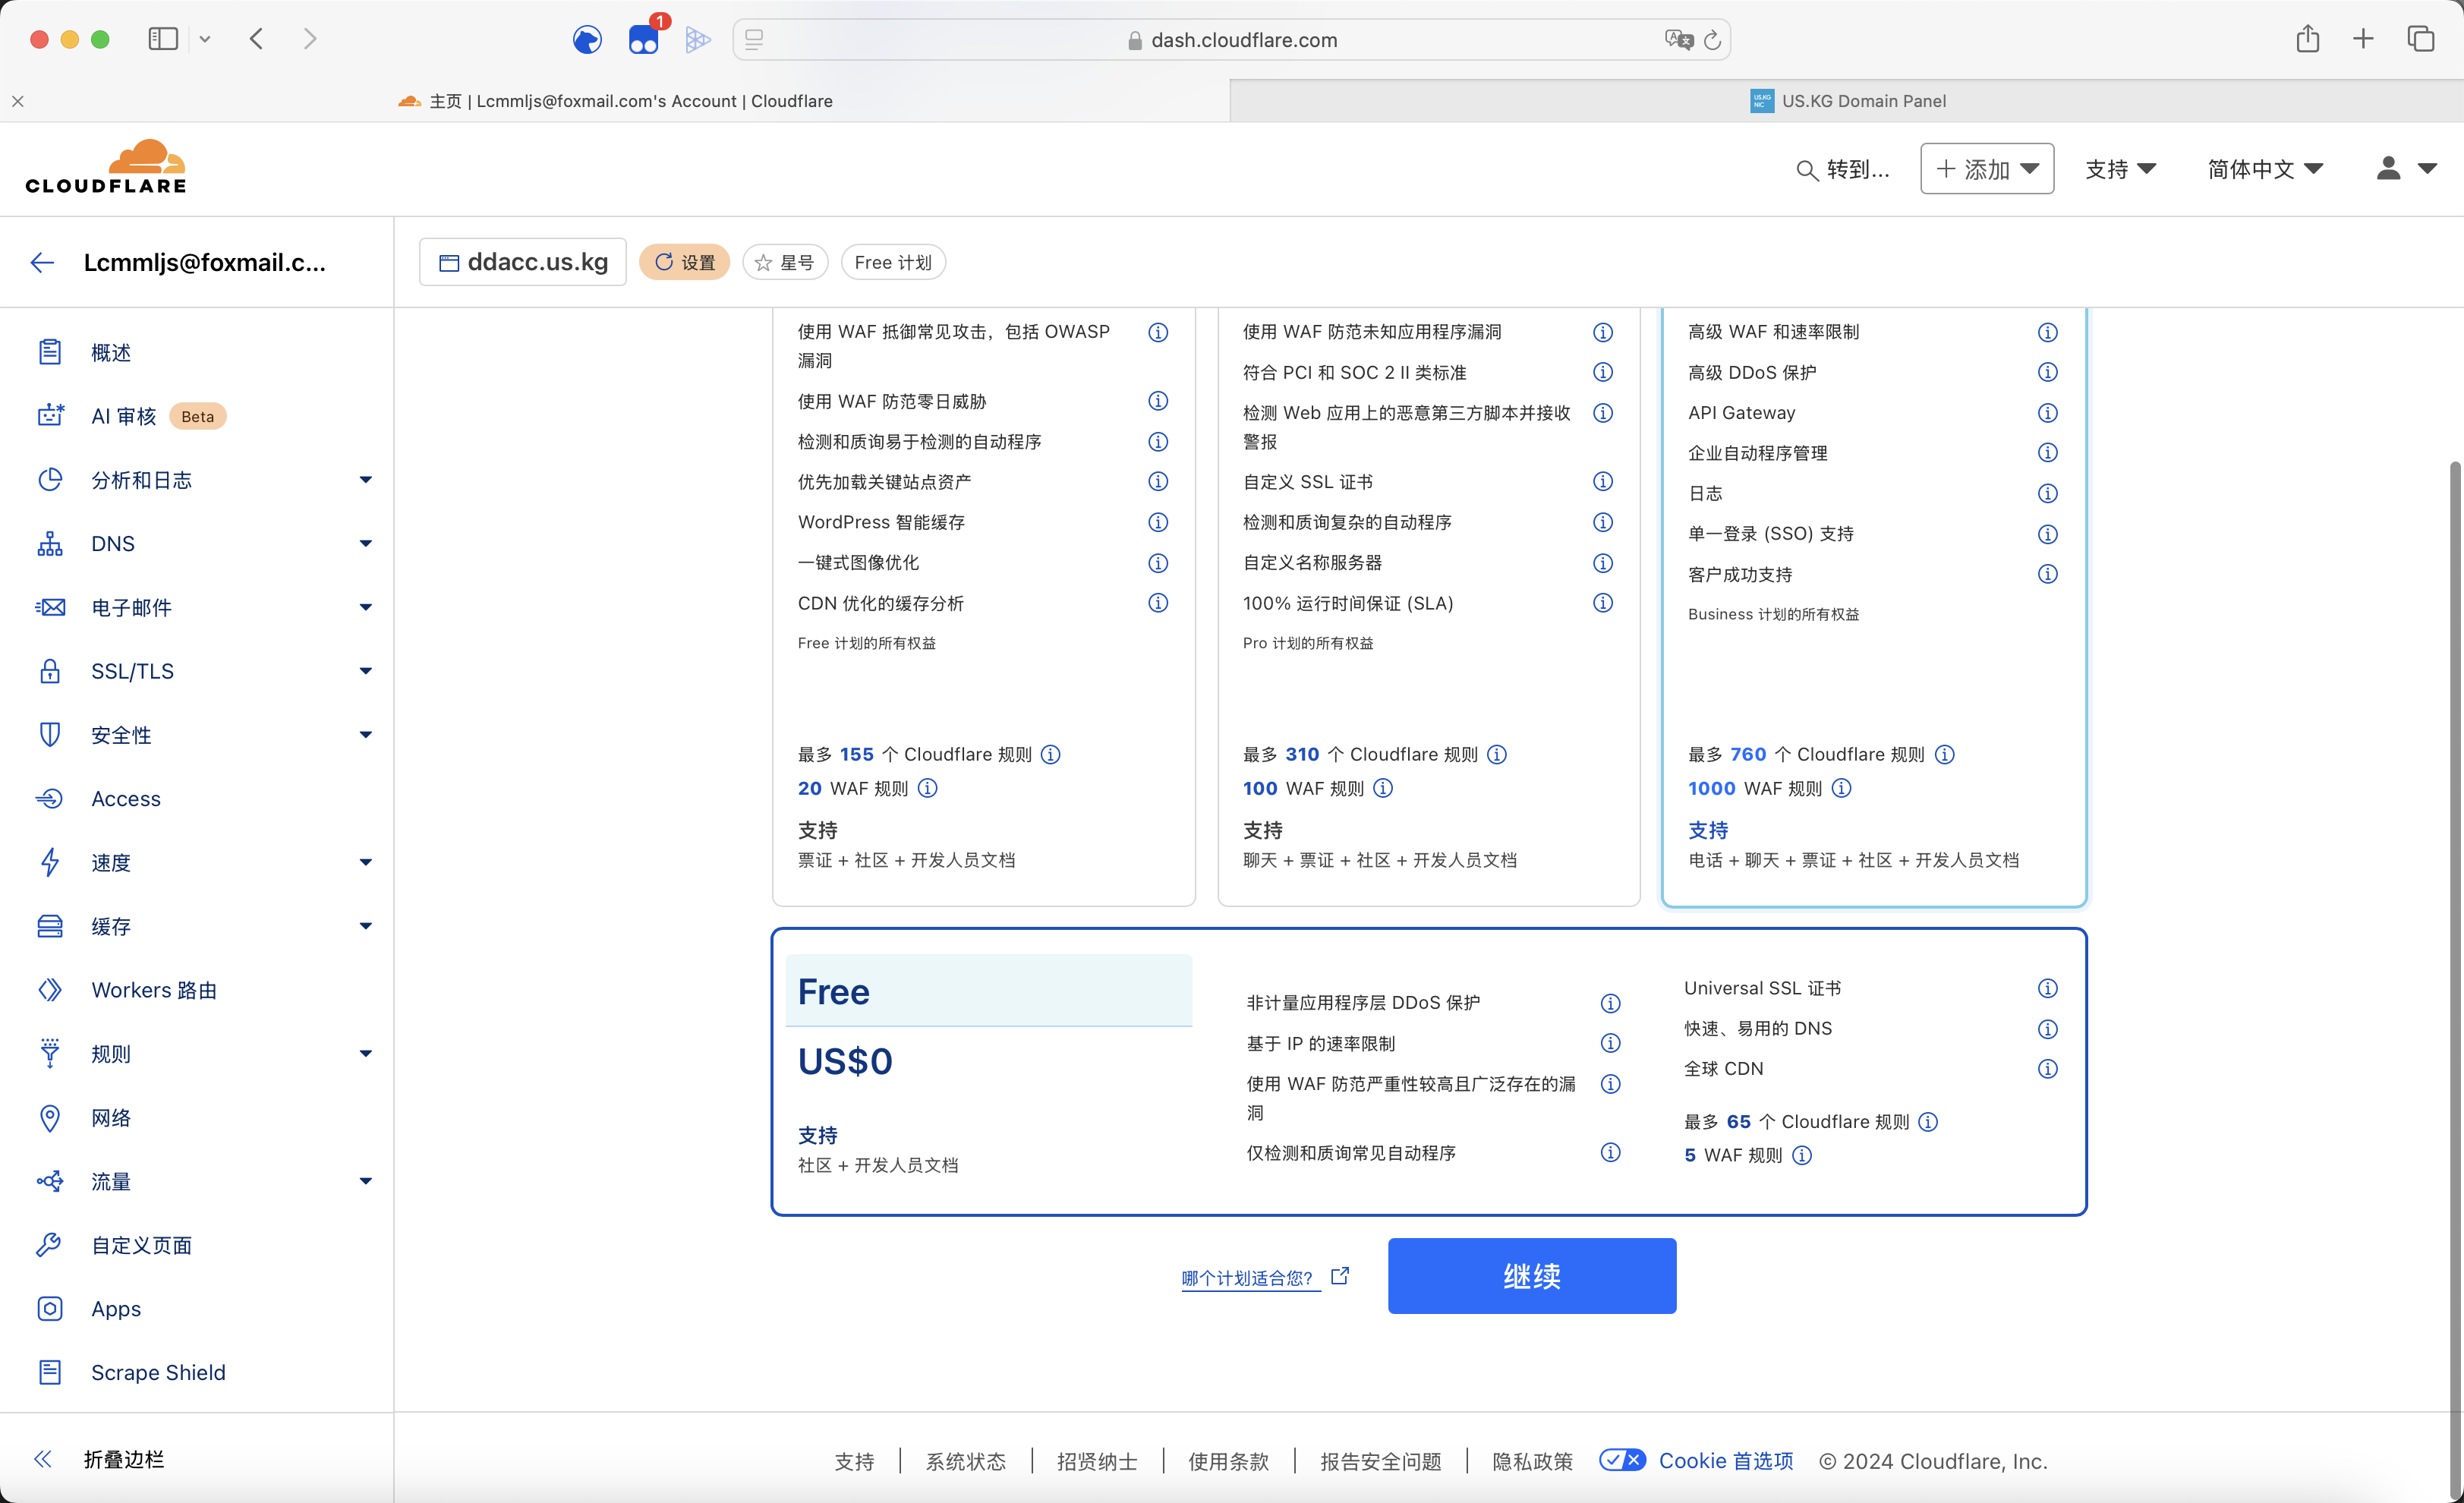 1
dash.cloudflare.com
主页 | Lcmmljs@foxmail.com's Account | Cloudflare
US.KG NIC
US.KG Domain Panel
CLOUDFLARE
转到...
添加
支持
简体中文
Lcmmljs@foxmail.c...
ddacc.us.kg
设置
星号
Free 计划
概述
AI 审核
Beta
分析和日志
DNS
电子邮件
SSL/TLS
安全性
Access
速度
缓存
Workers 路由
规则
网络
流量
自定义页面
Apps
Scrape Shield
折叠边栏
使用 WAF 抵御常见攻击，包括 OWASP
漏洞
使用 WAF 防范零日威胁
检测和质询易于检测的自动程序
优先加载关键站点资产
WordPress 智能缓存
一键式图像优化
CDN 优化的缓存分析
Free 计划的所有权益
最多 155 个 Cloudflare 规则
20 WAF 规则
支持
票证 + 社区 + 开发人员文档
使用 WAF 防范未知应用程序漏洞
符合 PCI 和 SOC 2 II 类标准
检测 Web 应用上的恶意第三方脚本并接收
警报
自定义 SSL 证书
检测和质询复杂的自动程序
自定义名称服务器
100% 运行时间保证 (SLA)
Pro 计划的所有权益
最多 310 个 Cloudflare 规则
100 WAF 规则
支持
聊天 + 票证 + 社区 + 开发人员文档
高级 WAF 和速率限制
高级 DDoS 保护
API Gateway
企业自动程序管理
日志
单一登录 (SSO) 支持
客户成功支持
Business 计划的所有权益
最多 760 个 Cloudflare 规则
1000 WAF 规则
支持
电话 + 聊天 + 票证 + 社区 + 开发人员文档
Free
US$0
支持
社区 + 开发人员文档
非计量应用程序层 DDoS 保护
基于 IP 的速率限制
使用 WAF 防范严重性较高且广泛存在的漏
洞
仅检测和质询常见自动程序
Universal SSL 证书
快速、易用的 DNS
全球 CDN
最多 65 个 Cloudflare 规则
5 WAF 规则
哪个计划适合您?
继续
支持
系统状态
招贤纳士
使用条款
报告安全问题
隐私政策
Cookie 首选项
© 2024 Cloudflare, Inc.